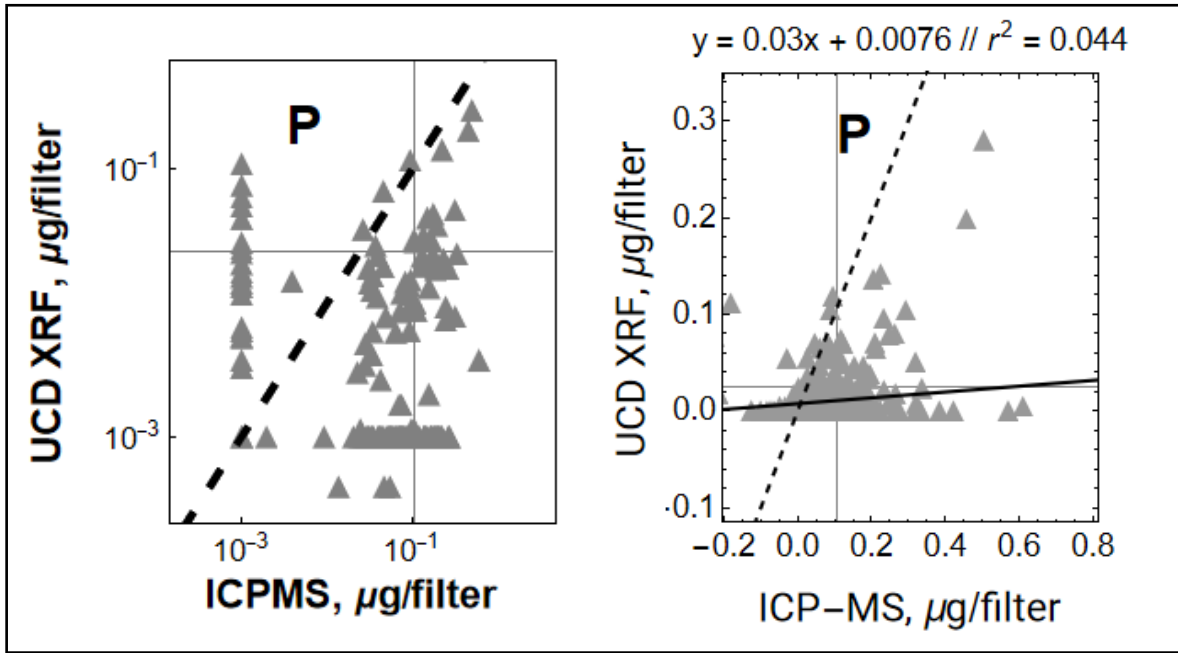 P
UCD XRF, µg/filter
10⁻¹
10⁻³
10⁻³ 10⁻¹
ICPMS, µg/filter
y = 0.03x + 0.0076 // r² = 0.044
P
UCD XRF, µg/filter
0.3
0.2
0.1
0.0
-0.1
−0.2 0.0 0.2 0.4 0.6 0.8
ICP−MS, µg/filter